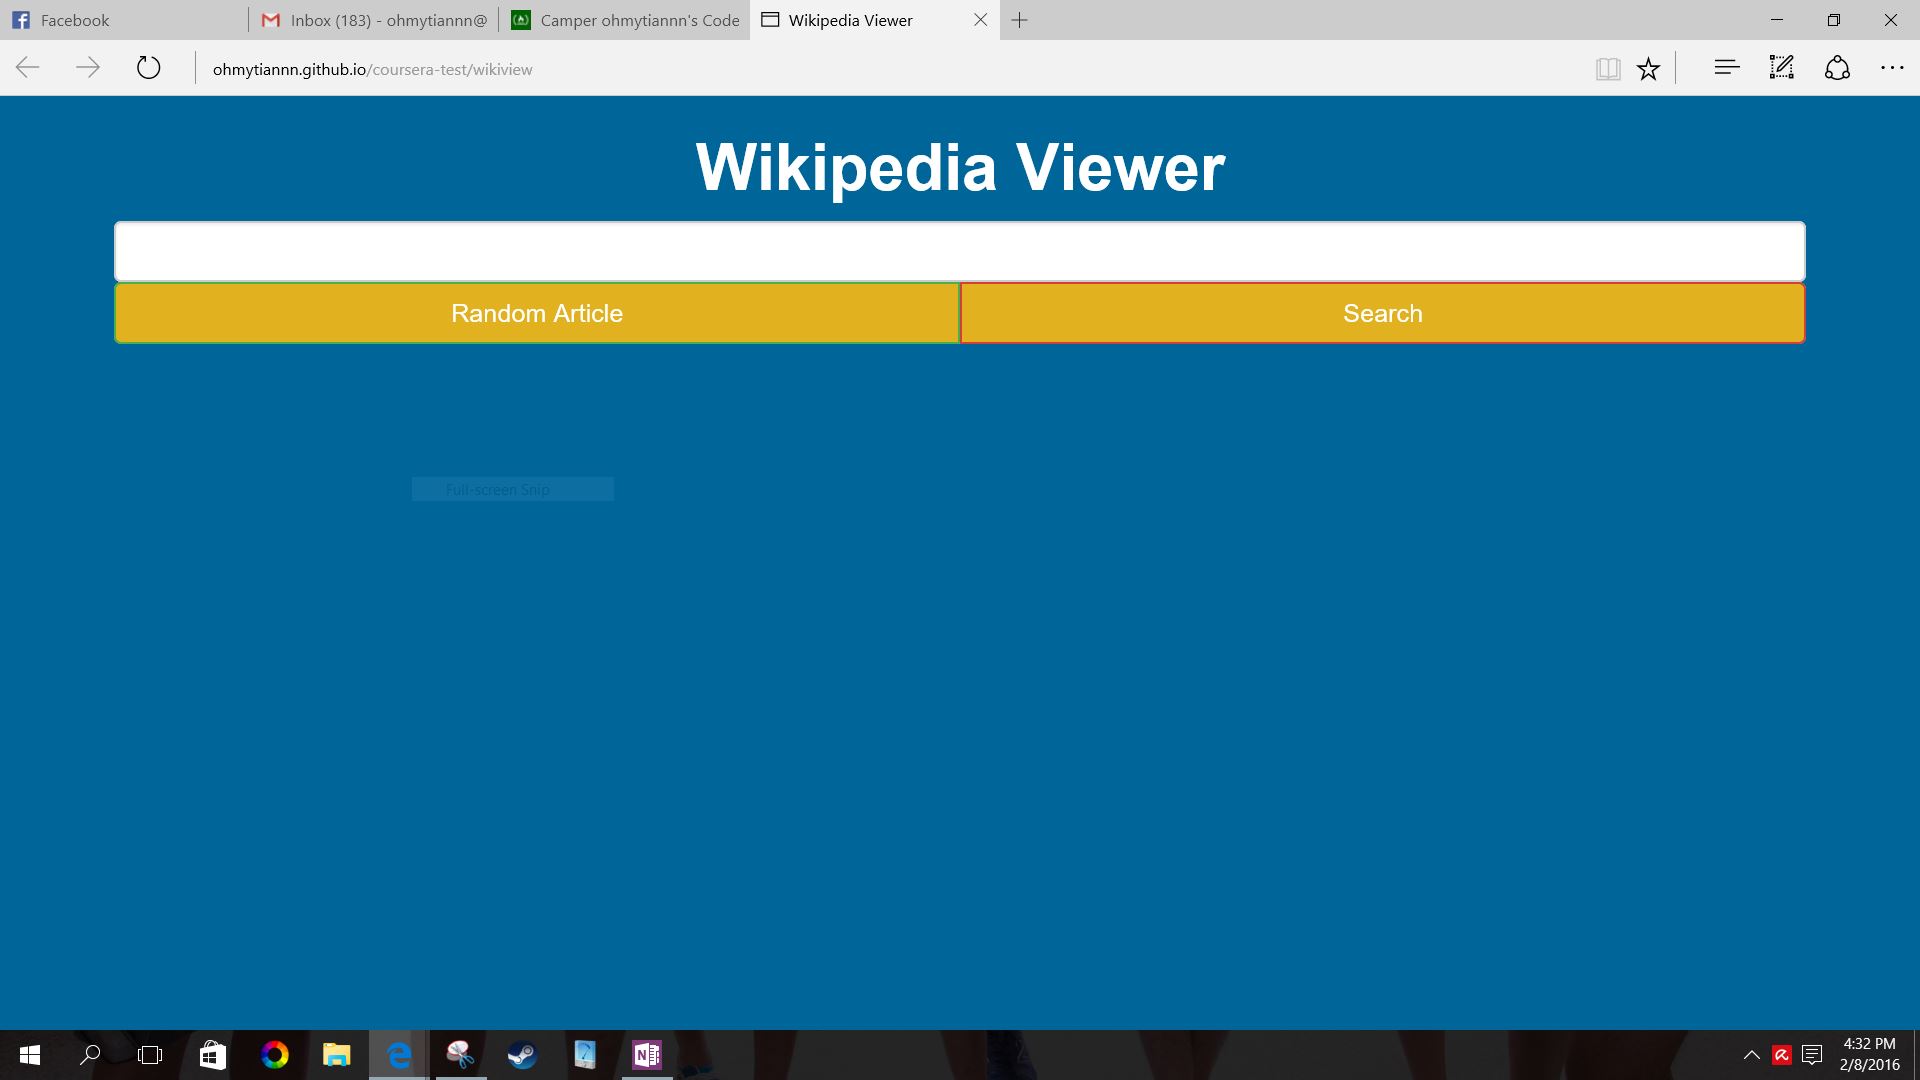 Facebook
Inbox (183) - ohmytiannn@
Camper ohmytiannn's Code
Wikipedia Viewer
ohmytiannn.github.io/coursera-test/wikiview
Wikipedia Viewer
Random Article
Search
Full-screen Snip
4:32 PM
2/8/2016